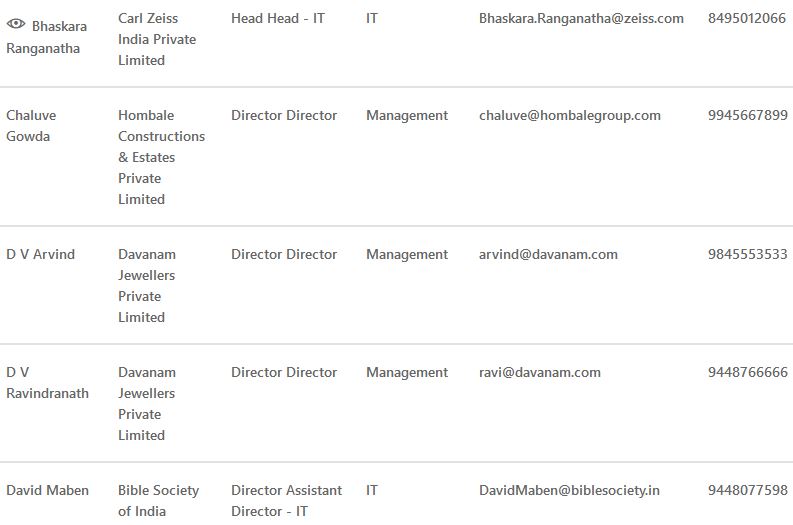 Bhaskara
Ranganatha
Carl Zeiss
India Private
Limited
Head Head - IT
IT
Bhaskara.Ranganatha@zeiss.com
8495012066
Chaluve
Gowda
Hombale
Constructions
& Estates
Private
Limited
Director Director
Management
chaluve@hombalegroup.com
9945667899
D V Arvind
Davanam
Jewellers
Private
Limited
Director Director
Management
arvind@davanam.com
9845553533
D V
Ravindranath
Davanam
Jewellers
Private
Limited
Director Director
Management
ravi@davanam.com
9448766666
David Maben
Bible Society
of India
Director Assistant
Director - IT
IT
DavidMaben@biblesociety.in
9448077598